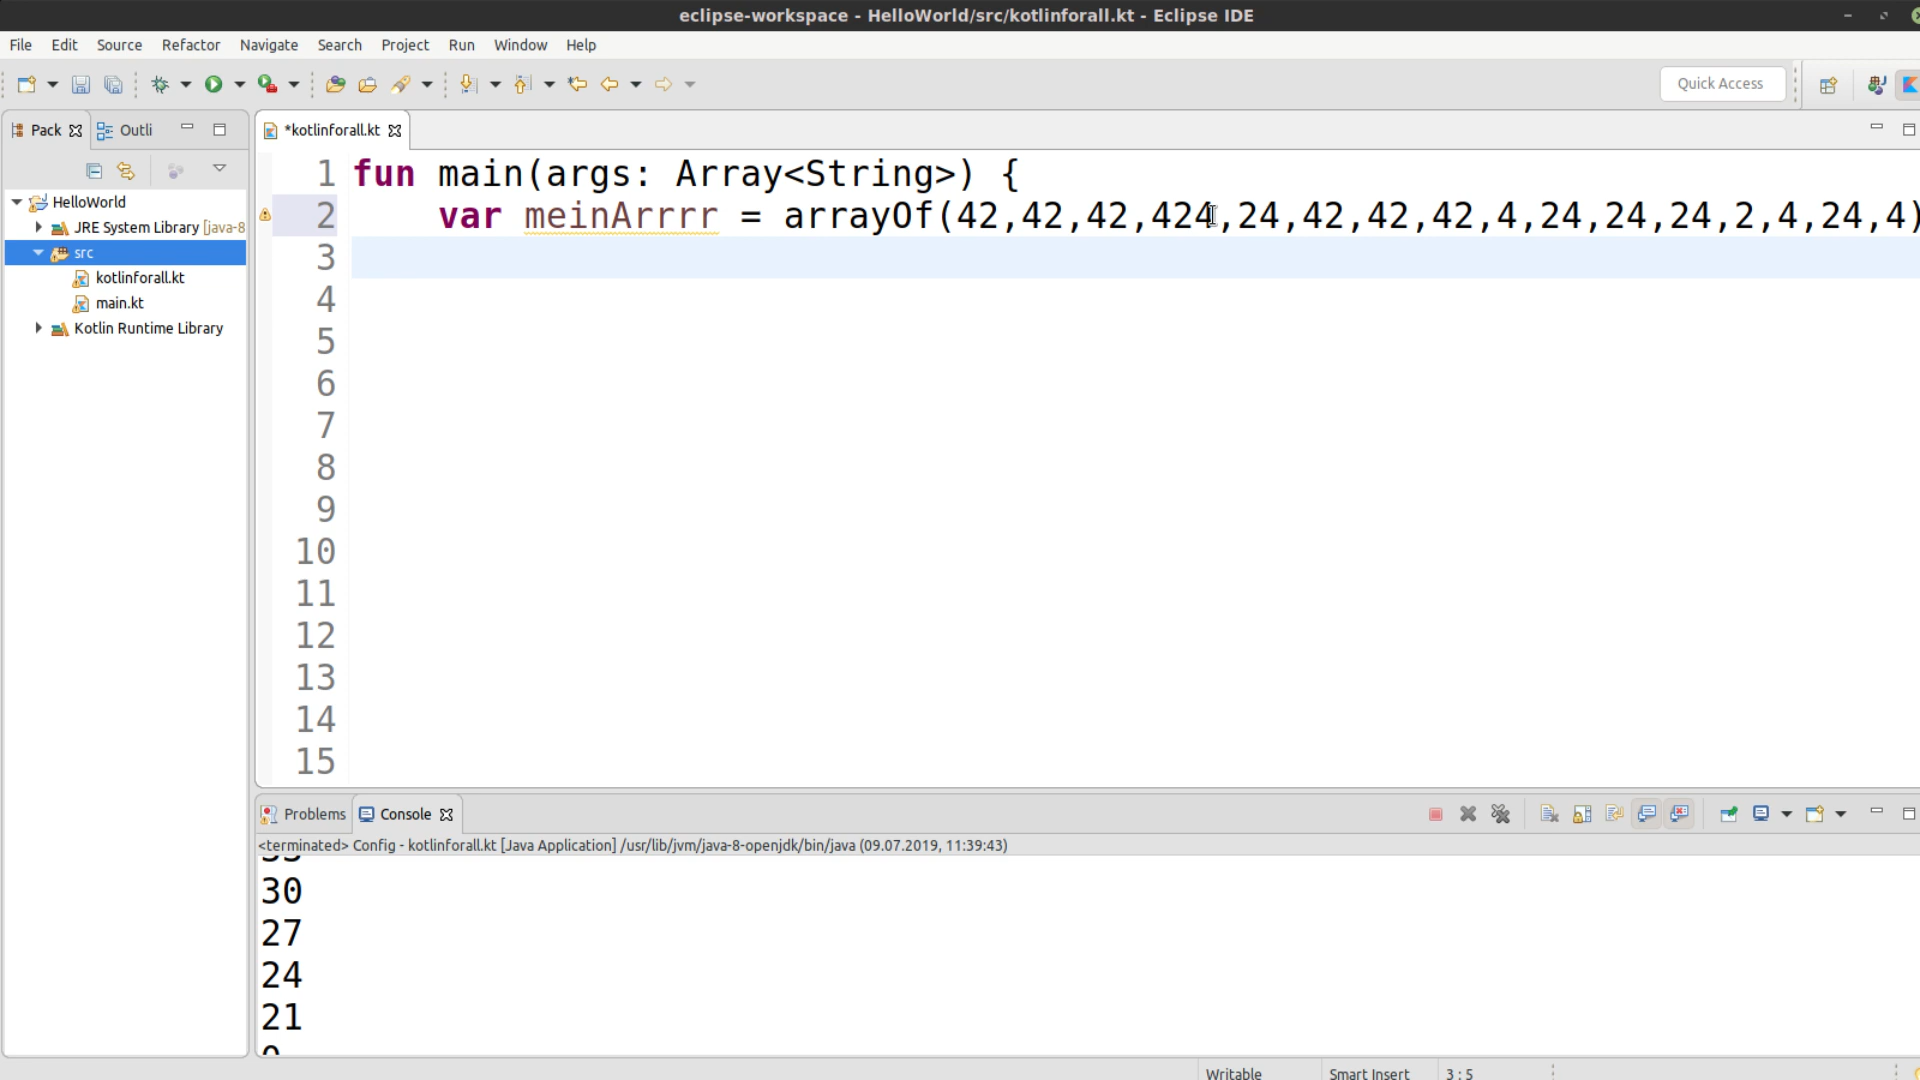 eclipse-workspace - HelloWorld/src/kotlinforall.kt - Eclipse IDE
File Edit Source Refactor Navigate Search Project Run Window Help
Quick Access
Pack Outli
*kotlinforall.kt
HelloWorld
JRE System Library [java-8
src
kotlinforall.kt
main.kt
Kotlin Runtime Library
1 fun main(args: Array<String>) {
2 var meinArrrr = arrayOf(42,42,42,424,24,42,42,42,4,24,24,24,2,4,24,4)
3
4
5
6
7
8
9
10
11
12
13
14
15
Problems Console
<terminated> Config - kotlinforall.kt [Java Application] /usr/lib/jvm/java-8-openjdk/bin/java (09.07.2019, 11:39:43)
30
27
24
21
Writable Smart Insert 3 : 5